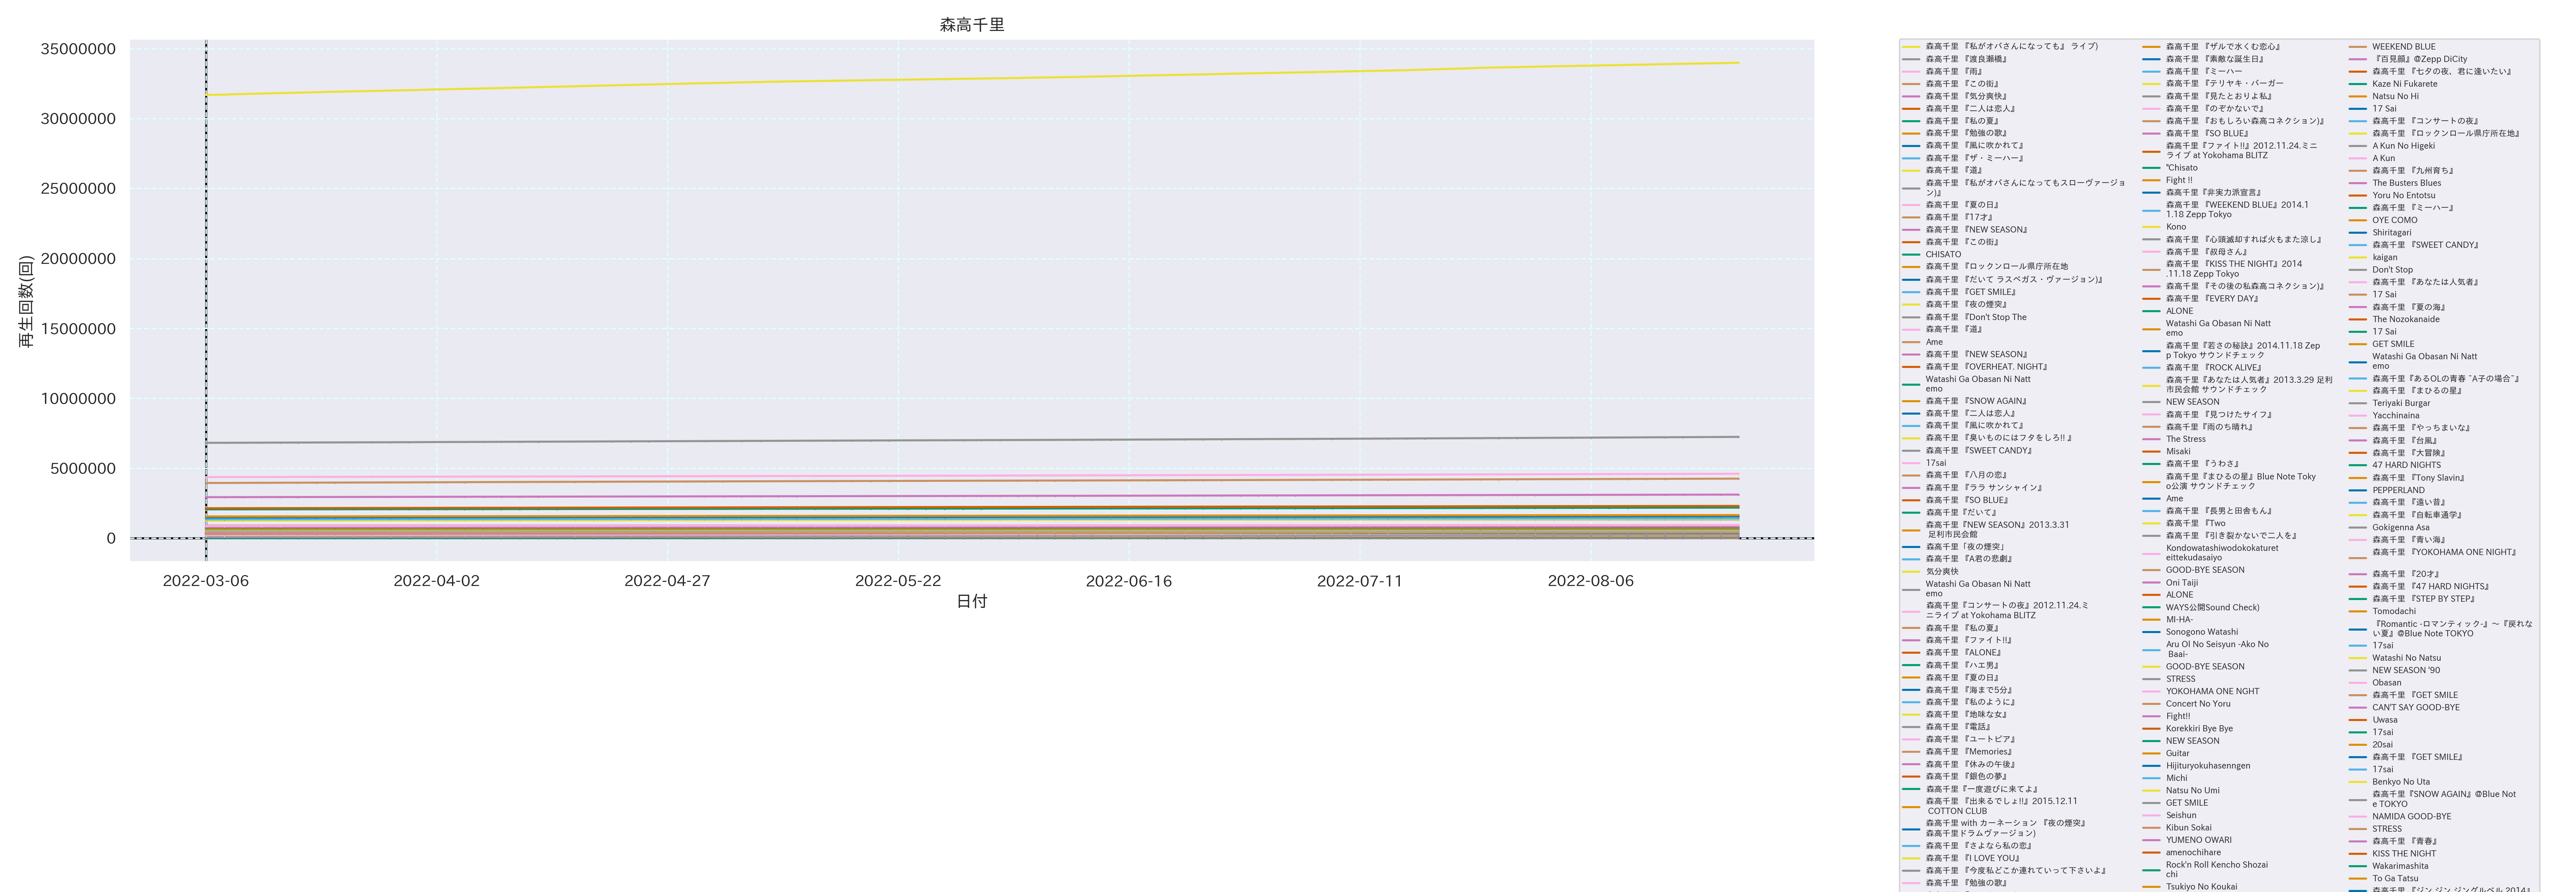 森高千里
35000000
30000000
25000000
20000000
15000000
10000000
5000000
0
再生回数(回)
2022-03-06
2022-04-02
2022-04-27
2022-05-22
2022-06-16
2022-07-11
2022-08-06
日付
森高千里 『私がオバさんになっても』 ライブ)
森高千里 『渡良瀬橋』
森高千里 『雨』
森高千里 『この街』
森高千里 『気分爽快』
森高千里 『二人は恋人』
森高千里 『私の夏』
森高千里 『勉強の歌』
森高千里 『風に吹かれて』
森高千里 『ザ・ミーハー』
森高千里 『道』
森高千里 『私がオバさんになってもスローヴァージョ
ン)』
森高千里 『夏の日』
森高千里 『17才』
森高千里 『NEW SEASON』
森高千里 『この街』
CHISATO
森高千里 『ロックンロール県庁所在地
森高千里 『だいて ラスベガス・ヴァージョン)』
森高千里 『GET SMILE』
森高千里 『夜の煙突』
森高千里 『Don't Stop The
森高千里 『道』
Ame
森高千里 『NEW SEASON』
森高千里 『OVERHEAT. NIGHT』
Watashi Ga Obasan Ni Natt
emo
森高千里 『SNOW AGAIN』
森高千里 『二人は恋人』
森高千里 『風に吹かれて』
森高千里 『臭いものにはフタをしろ!! 』
森高千里 『SWEET CANDY』
17sai
森高千里 『八月の恋』
森高千里 『ララ サンシャイン』
森高千里 『SO BLUE』
森高千里 『だいて』
森高千里 『NEW SEASON』2013.3.31
足利市民会館
森高千里「夜の煙突」
森高千里 『A君の悲劇』
気分爽快
Watashi Ga Obasan Ni Natt
emo
森高千里『コンサートの夜』2012.11.24.ミ
ニライブ at Yokohama BLITZ
森高千里 『私の夏』
森高千里 『ファイト!!』
森高千里 『ALONE』
森高千里 『ハエ男』
森高千里 『夏の日』
森高千里 『海まで5分』
森高千里 『私のように』
森高千里 『地味な女』
森高千里 『電話』
森高千里 『ユートピア』
森高千里 『Memories』
森高千里 『休みの午後』
森高千里 『銀色の夢』
森高千里『一度遊びに来てよ』
森高千里 『出来るでしょ!!』2015.12.11
COTTON CLUB
森高千里 with カーネーション 『夜の煙突』
森高千里ドラムヴァージョン)
森高千里 『さよなら私の恋』
森高千里 『I LOVE YOU』
森高千里 『今度私どこか連れていって下さいよ』
森高千里 『勉強の歌』
森高千里 『ザルで水くむ恋心』
森高千里 『素敵な誕生日』
森高千里 『ミーハー
森高千里 『テリヤキ・バーガー
森高千里 『見たとおりよ私』
森高千里 『のぞかないで』
森高千里 『おもしろい森高コネクション)』
森高千里 『SO BLUE』
森高千里『ファイト!!』2012.11.24.ミニ
ライブ at Yokohama BLITZ
"Chisato
Fight !!
森高千里『非実力派宣言』
森高千里 『WEEKEND BLUE』2014.1
1.18 Zepp Tokyo
Kono
森高千里 『心頭滅却すれば火もまた涼し』
森高千里 『叔母さん』
森高千里 『KISS THE NIGHT』2014
.11.18 Zepp Tokyo
森高千里 『その後の私森高コネクション)』
森高千里 『EVERY DAY』
ALONE
Watashi Ga Obasan Ni Natt
emo
森高千里『若さの秘訣』2014.11.18 Zep
p Tokyo サウンドチェック
森高千里 『ROCK ALIVE』
森高千里『あなたは人気者』2013.3.29 足利
市民会館 サウンドチェック
NEW SEASON
森高千里 『見つけたサイフ』
森高千里 『雨のち晴れ』
The Stress
Misaki
森高千里 『うわさ』
森高千里『まひるの星』Blue Note Toky
o公演 サウンドチェック
Ame
森高千里 『長男と田舎もん』
森高千里 『Two
森高千里 『引き裂かないで二人を』
Kondowatashiwodokokaturet
eittekudasaiyo
GOOD-BYE SEASON
Oni Taiji
ALONE
WAYS公開Sound Check)
MI-HA-
Sonogono Watashi
Aru Ol No Seisyun -Ako No
Baai-
GOOD-BYE SEASON
STRESS
YOKOHAMA ONE NGHT
Concert No Yoru
Fight!!
Korekkiri Bye Bye
NEW SEASON
Guitar
Hijituryokuhasenngen
Michi
Natsu No Umi
GET SMILE
Seishun
Kibun Sokai
YUMENO OWARI
amenochihare
Rock'n Roll Kencho Shozai
chi
Tsukiyo No Koukai
WEEKEND BLUE
『百見顔』@Zepp DiCity
森高千里 『七夕の夜、君に逢いたい』
Kaze Ni Fukarete
Natsu No Hi
17 Sai
森高千里 『コンサートの夜』
森高千里 『ロックンロール県庁所在地』
A Kun No Higeki
A Kun
森高千里 『九州育ち』
The Busters Blues
Yoru No Entotsu
森高千里 『ミーハー』
OYE COMO
Shiritagari
森高千里 『SWEET CANDY』
kaigan
Don't Stop
森高千里 『あなたは人気者』
17 Sai
森高千里 『夏の海』
The Nozokanaide
17 Sai
GET SMILE
Watashi Ga Obasan Ni Natt
emo
森高千里『あるOLの青春 ~A子の場合~』
森高千里 『まひるの星』
Teriyaki Burgar
Yacchinaina
森高千里 『やっちまいな』
森高千里 『台風』
森高千里 『大冒険』
47 HARD NIGHTS
森高千里 『Tony Slavin』
PEPPERLAND
森高千里 『遠い昔』
森高千里 『自転車通学』
Gokigenna Asa
森高千里 『青い海』
森高千里 『YOKOHAMA ONE NIGHT』
森高千里 『20才』
森高千里 『47 HARD NIGHTS』
森高千里 『STEP BY STEP』
Tomodachi
『Romantic -ロマンティック-』～『戻れな
い夏』@Blue Note TOKYO
17sai
Watashi No Natsu
NEW SEASON '90
Obasan
森高千里 『GET SMILE
CAN'T SAY GOOD-BYE
Uwasa
17sai
20sai
森高千里 『GET SMILE』
17sai
Benkyo No Uta
森高千里『SNOW AGAIN』@Blue Not
e TOKYO
NAMIDA GOOD-BYE
STRESS
森高千里 『青春』
KISS THE NIGHT
Wakarimashita
To Ga Tatsu